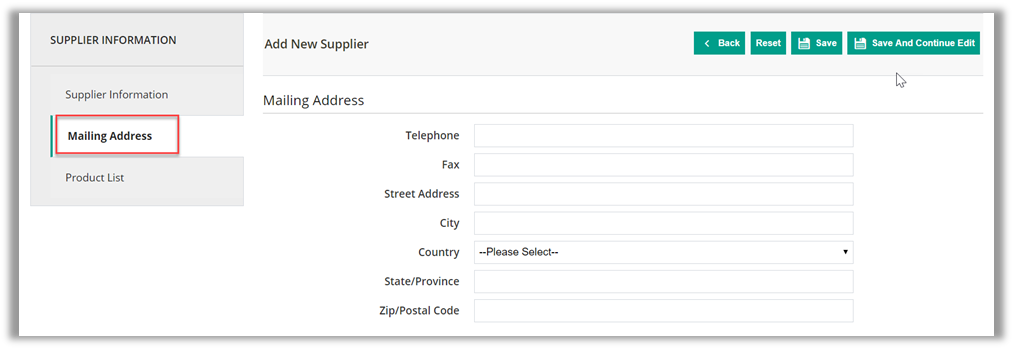 SUPPLIER INFORMATION
Supplier Information
Mailing Address
Product List
Add New Supplier
Back Reset Save Save And Continue Edit
Mailing Address
Telephone
Fax
Street Address
City
Country --Please Select--
State/Province
Zip/Postal Code